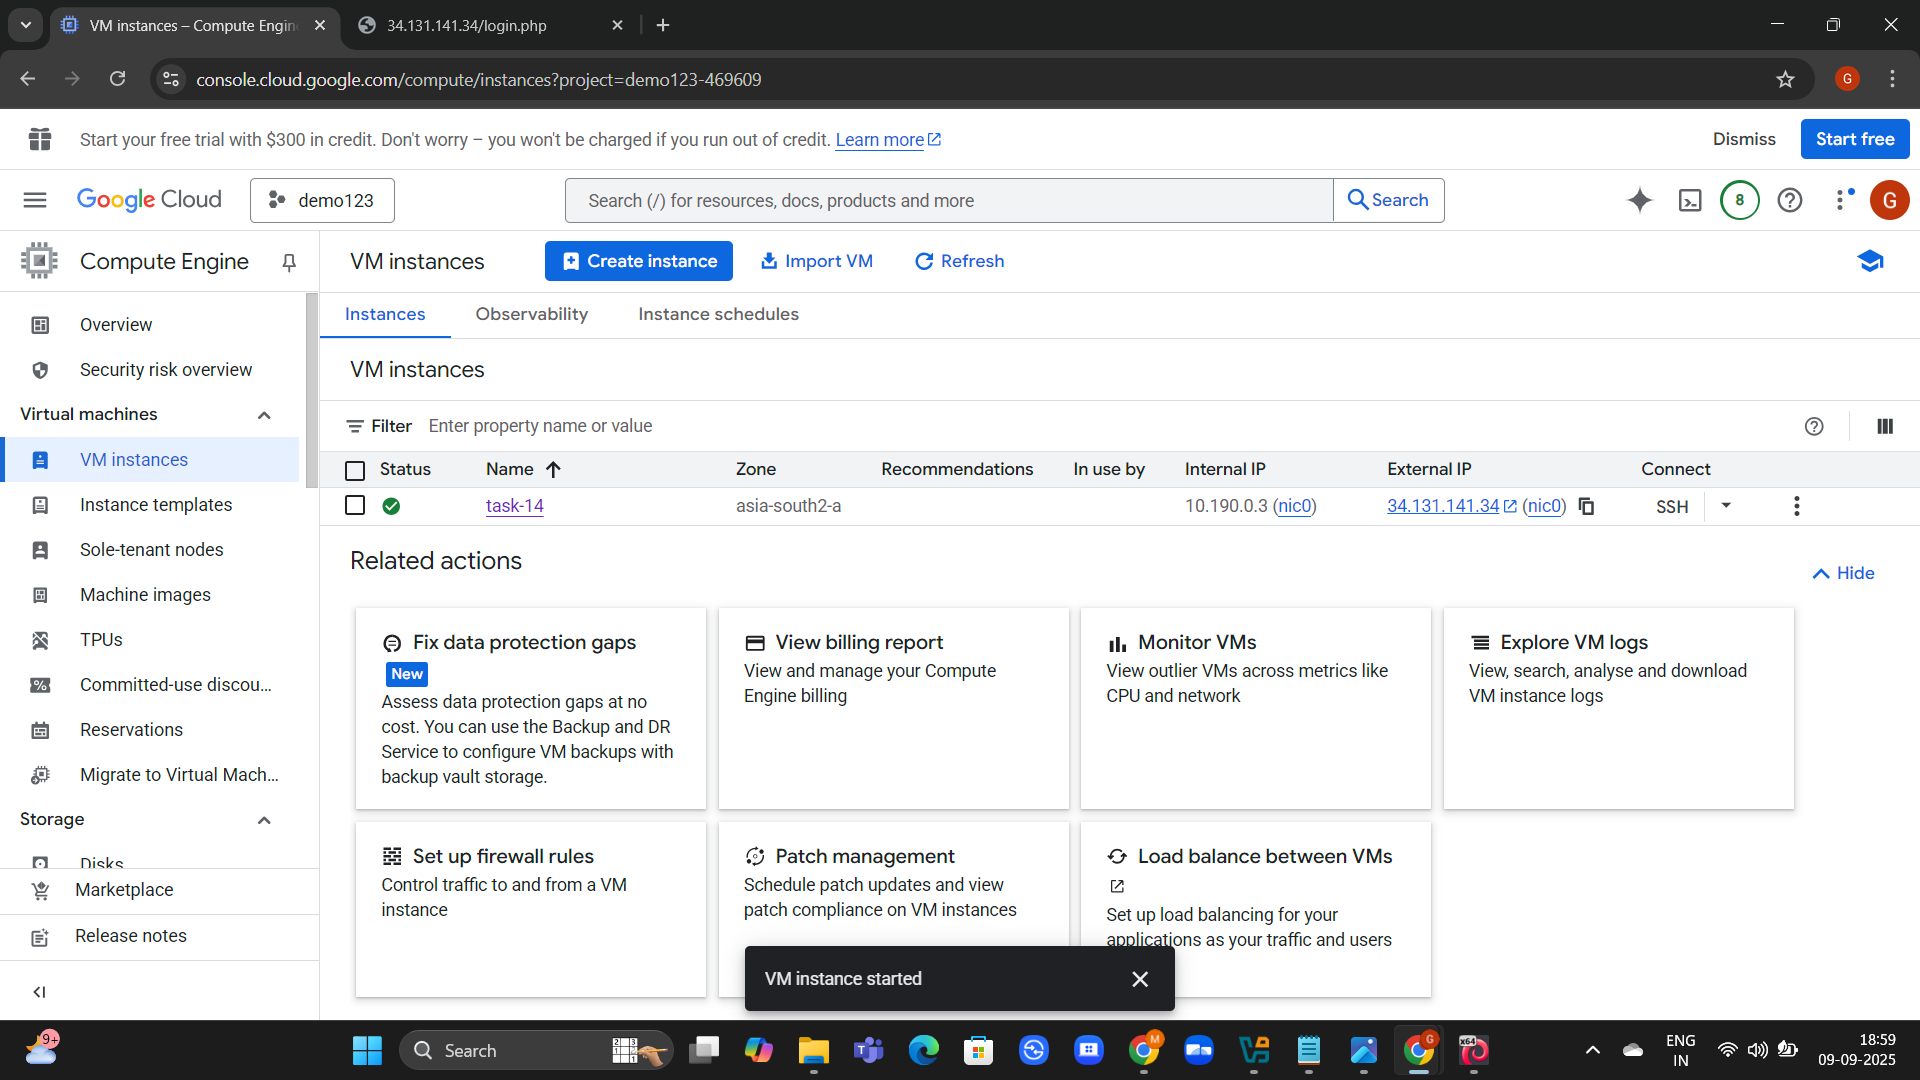 VM instances – Compute Engin
34.131.141.34/login.php
console.cloud.google.com/compute/instances?project=demo123-469609
G
Start your free trial with $300 in credit. Don't worry – you won't be charged if you run out of credit. Learn more
Dismiss
Start free
Google Cloud
demo123
Search (/) for resources, docs, products and more
Search
8
G
Compute Engine
VM instances
Create instance
Import VM
Refresh
Overview
Security risk overview
Virtual machines
VM instances
Instance templates
Sole-tenant nodes
Machine images
TPUs
Committed-use discou...
Reservations
Migrate to Virtual Mach...
Storage
Disks
Marketplace
Release notes
Instances
Observability
Instance schedules
VM instances
Filter
Enter property name or value
Status Name Zone Recommendations In use by Internal IP External IP Connect
task-14 asia-south2-a 10.190.0.3 (nic0) 34.131.141.34 (nic0) SSH
Related actions
Hide
Fix data protection gaps
New
Assess data protection gaps at no
cost. You can use the Backup and DR
Service to configure VM backups with
backup vault storage.
View billing report
View and manage your Compute
Engine billing
Monitor VMs
View outlier VMs across metrics like
CPU and network
Explore VM logs
View, search, analyse and download
VM instance logs
Set up firewall rules
Control traffic to and from a VM
instance
Patch management
Schedule patch updates and view
patch compliance on VM instances
Load balance between VMs
Set up load balancing for your
applications as your traffic and users
VM instance started
9+
Search
M
G
x64
ENG
IN
18:59
09-09-2025